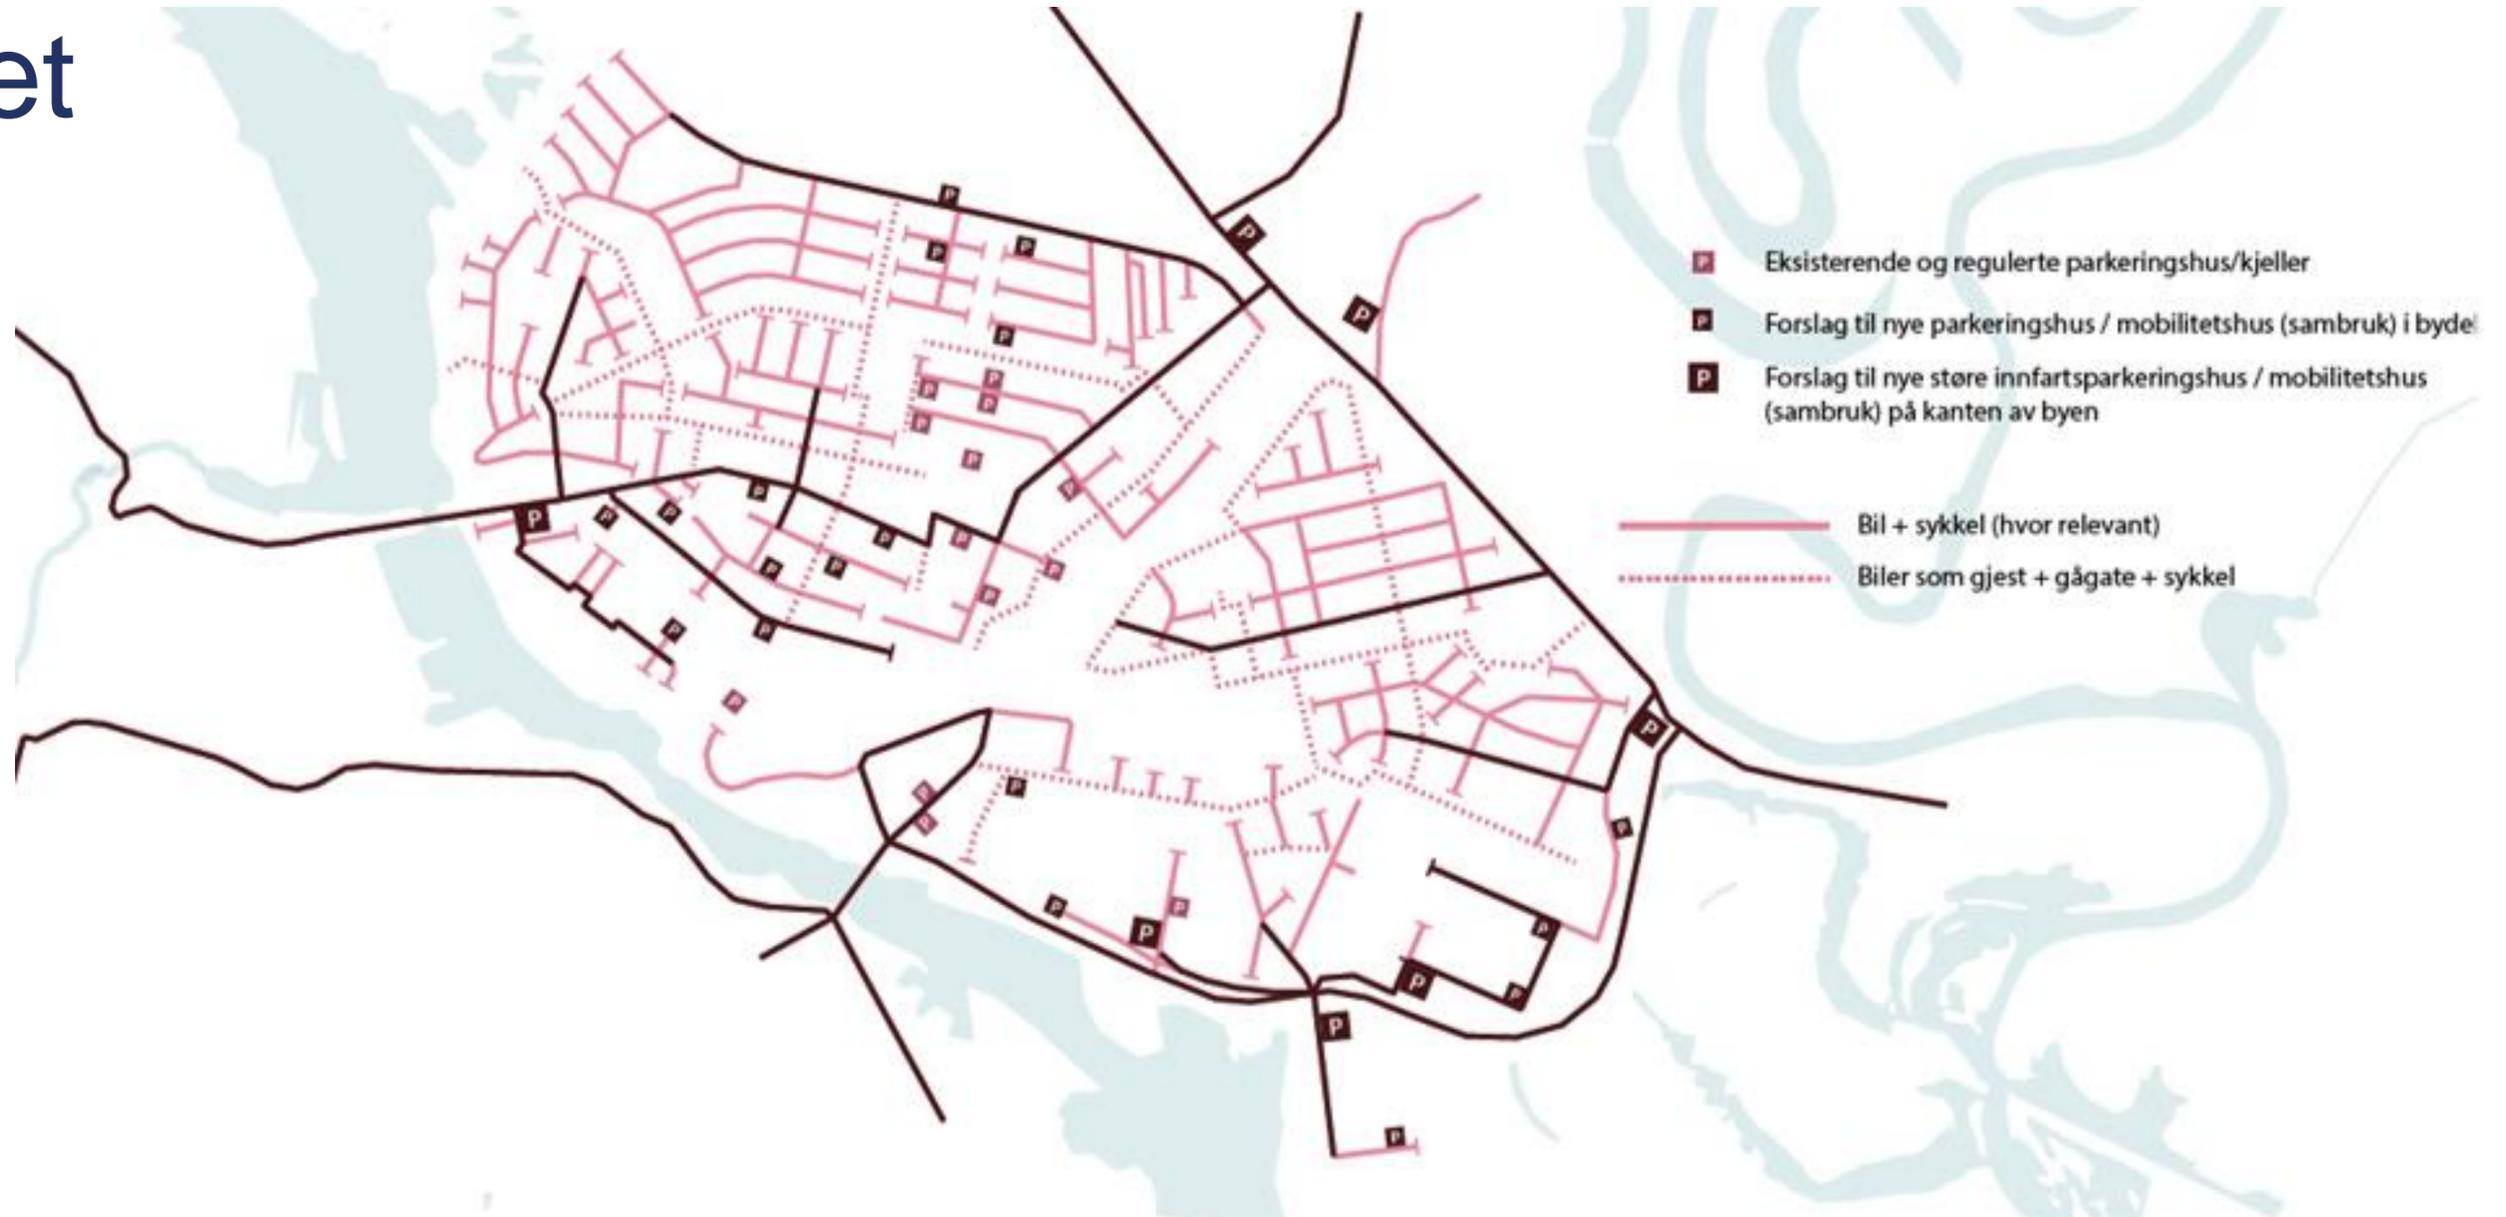 et
Eksisterende og regulerte parkeringshus/kjeller
Forslag til nye parkeringshus / mobilitetshus (sambruk) i bydel
Forslag til nye større innfartsparkeringshus / mobilitetshus
(sambruk) på kanten av byen
Bil + sykkel (hvor relevant)
Biler som gjest + gågate + sykkel